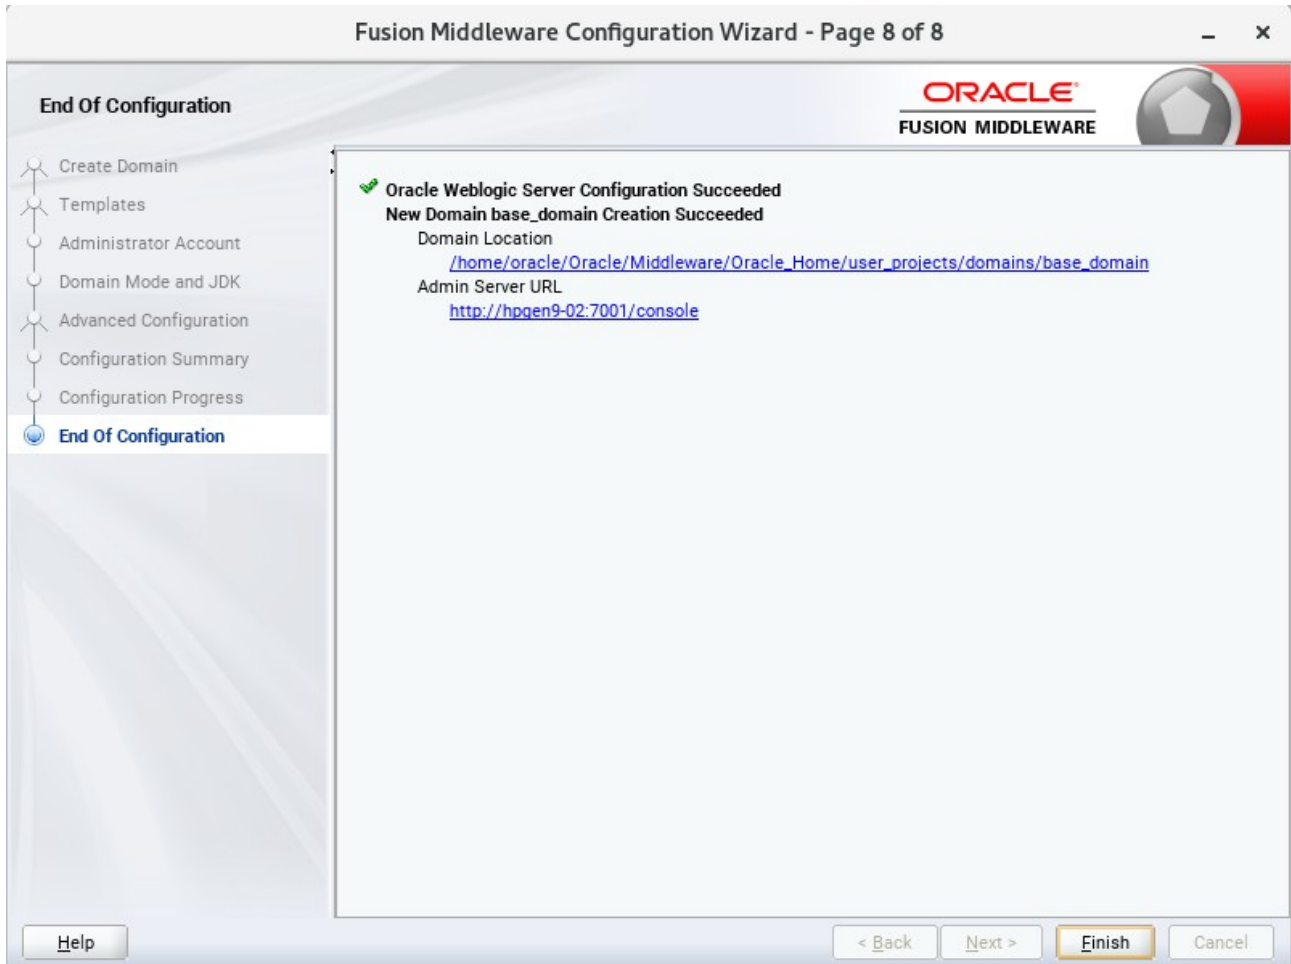 Fusion Middleware Configuration Wizard - Page 8 of 8
End Of Configuration
ORACLE
FUSION MIDDLEWARE
Create Domain
Templates
Administrator Account
Domain Mode and JDK
Advanced Configuration
Configuration Summary
Configuration Progress
End Of Configuration
Oracle Weblogic Server Configuration Succeeded
New Domain base_domain Creation Succeeded
Domain Location
/home/oracle/Oracle/Middleware/Oracle_Home/user_projects/domains/base_domain
Admin Server URL
http://hpgen9-02:7001/console
Help
< Back
Next >
Finish
Cancel